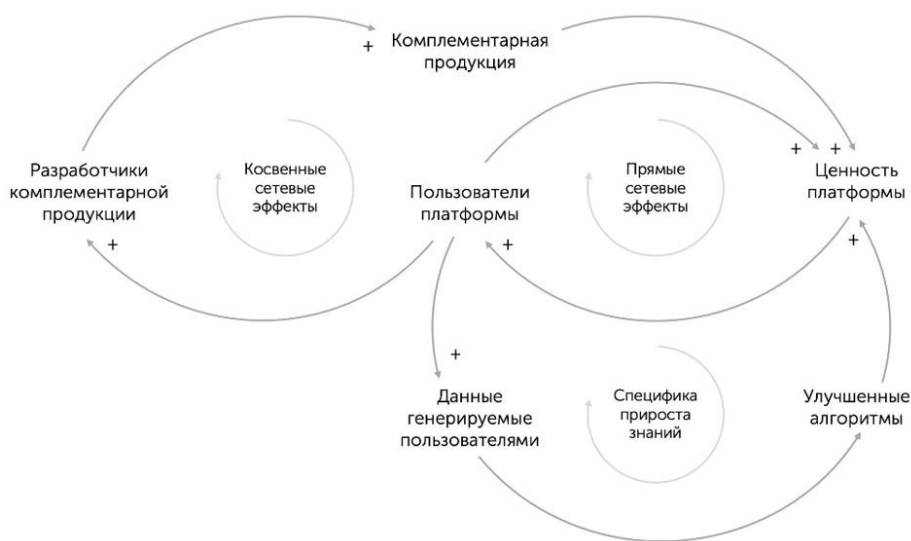 Комплементарная
продукция
+
Разработчики
комплементарной
продукции
+
Косвенные
сетевые
эффекты
Пользователи
платформы
+
Прямые
сетевые
эффекты
+ +
Ценность
платформы
+
+
Данные
генерируемые
пользователями
Специфика
прироста
знаний
Улучшенные
алгоритмы